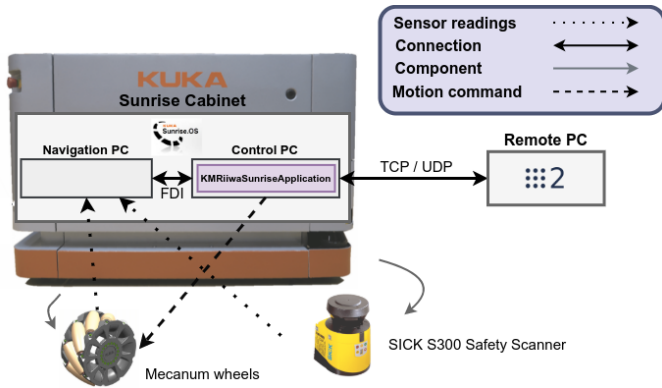 Sensor readings
Connection
Component
Motion command
KUKA
Sunrise Cabinet
KUKA
Sunrise.OS
Navigation PC
Control PC
Remote PC
KMRiiwaSunriseApplication
FDI
TCP / UDP
2
SICK S300 Safety Scanner
Mecanum wheels